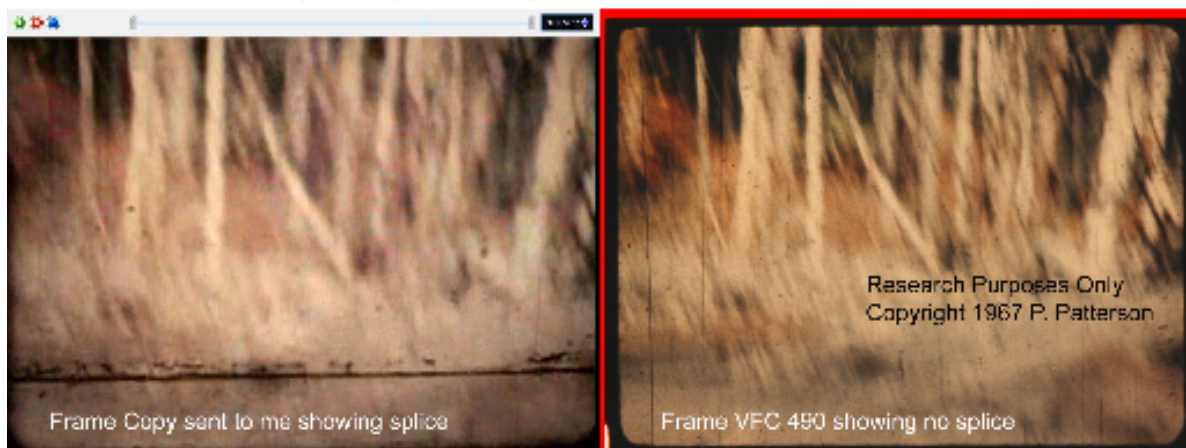 Research Purposes Only
Copyright 1967 P. Patterson
Frame Copy sent to me showing splice
Frame VFC 490 showing no splice